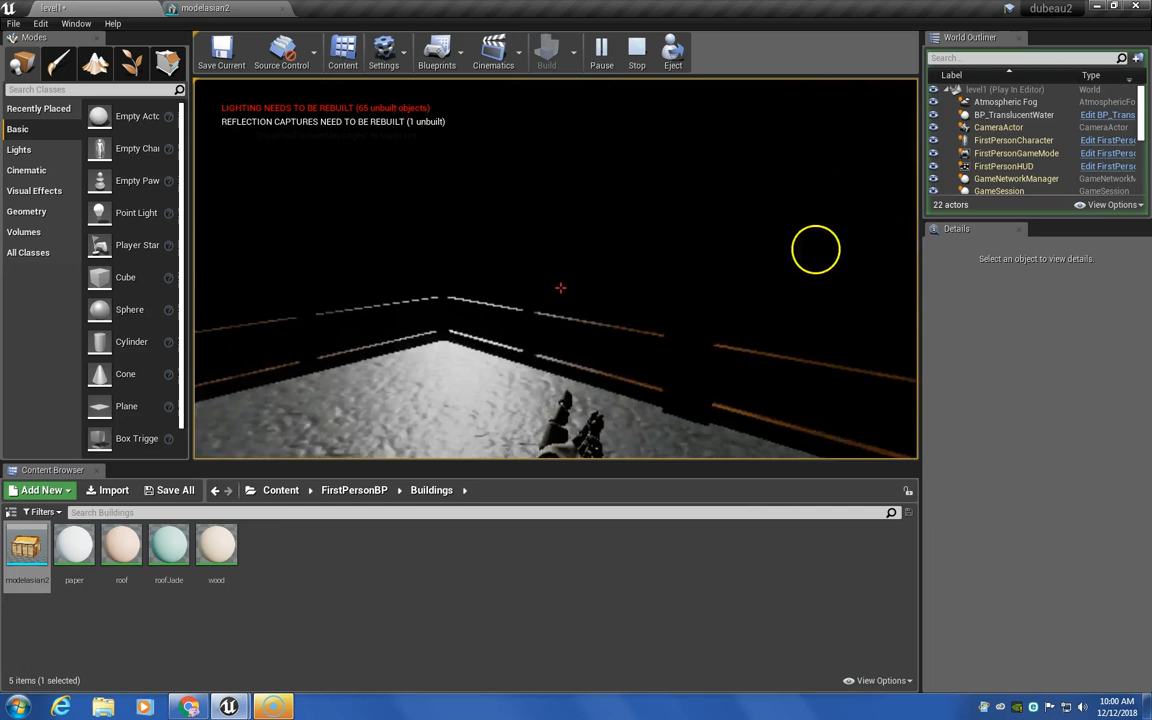 level1*
modelasian2
dubeau2
File Edit Window Help
Modes
Search Classes
Recently Placed
Basic
Lights
Cinematic
Visual Effects
Geometry
Volumes
All Classes
Empty Acto
Empty Cha
Empty Paw
Point Light
Player Star
Cube
Sphere
Cylinder
Cone
Plane
Box Trigge
Save Current
Source Control
Content
Settings
Blueprints
Cinematics
Build
Pause
Stop
Eject
LIGHTING NEEDS TO BE REBUILT (65 unbuilt objects)
REFLECTION CAPTURES NEED TO BE REBUILT (1 unbuilt)
World Outliner
Search...
Label Type
level1 (Play In Editor) World
Atmospheric Fog AtmosphericFo
BP_TranslucentWater Edit BP_Trans
CameraActor CameraActor
FirstPersonCharacter Edit FirstPers
FirstPersonGameMode Edit FirstPers
FirstPersonHUD Edit FirstPers
GameNetworkManager GameNetworkM
GameSession GameSession
22 actors View Options
Details
Select an object to view details.
Content Browser
Add New Import Save All Content FirstPersonBP Buildings
Filters Search Buildings
modelasian2
paper
roof
roofJade
wood
5 items (1 selected)
View Options
10:00 AM
12/12/2018